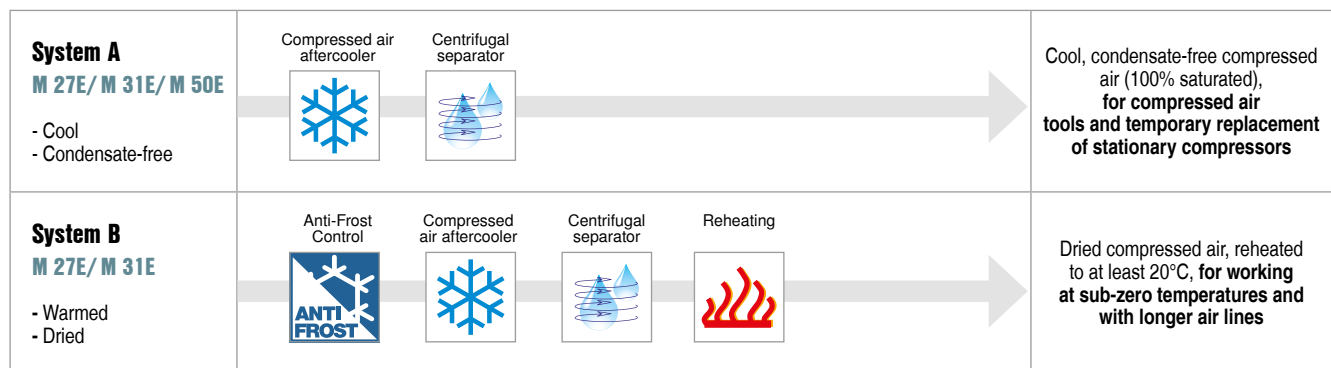 System A
M 27E/ M 31E/ M 50E
- Cool
- Condensate-free
Compressed air
aftercooler
Centrifugal
separator
Cool, condensate-free compressed
air (100% saturated),
for compressed air
tools and temporary replacement
of stationary compressors
System B
M 27E/ M 31E
- Warmed
- Dried
Anti-Frost
Control
ANTI
FROST
Compressed
air aftercooler
Centrifugal
separator
Reheating
Dried compressed air, reheated
to at least 20°C, for working
at sub-zero temperatures and
with longer air lines